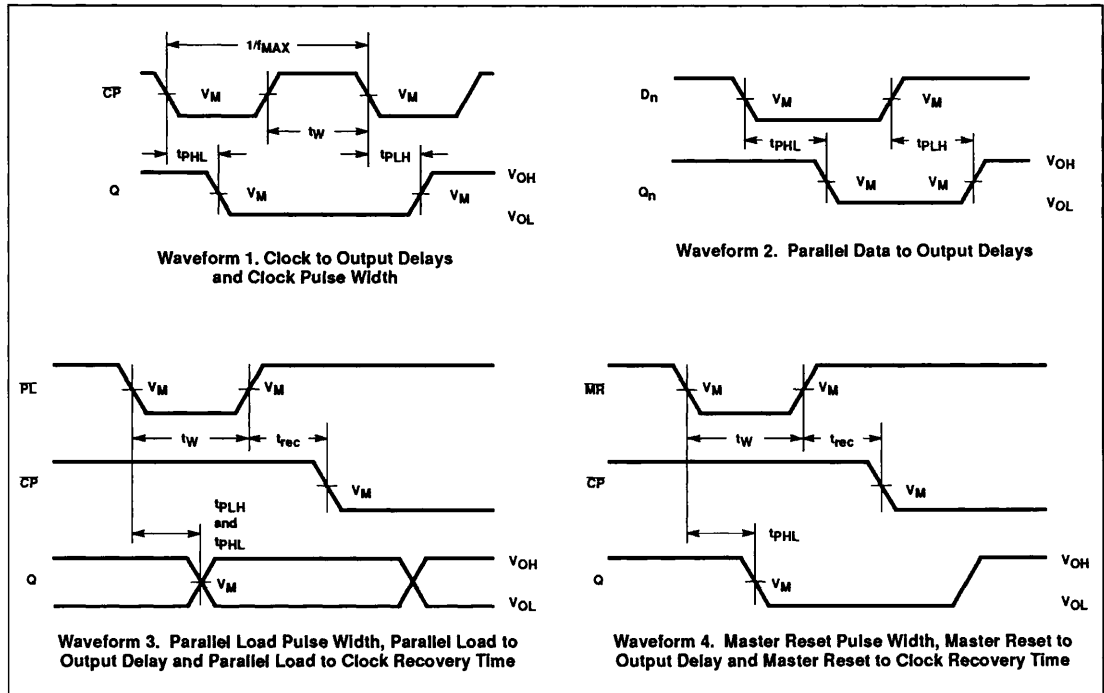 1/fMAX
CP VM VM
tW
tPHL tPLH
Q VM VM VOH
VOL
Waveform 1. Clock to Output Delays
and Clock Pulse Width
Dn VM VM
tPHL tPLH
Qn VM VM VOH
VOL
Waveform 2. Parallel Data to Output Delays
PL VM VM
tW trec
CP VM
tPLH
and
tPHL
Q VM VOH
VOL
Waveform 3. Parallel Load Pulse Width, Parallel Load to
Output Delay and Parallel Load to Clock Recovery Time
MR VM VM
tW trec
CP VM
tPHL
Q VM VOH
VOL
Waveform 4. Master Reset Pulse Width, Master Reset to
Output Delay and Master Reset to Clock Recovery Time